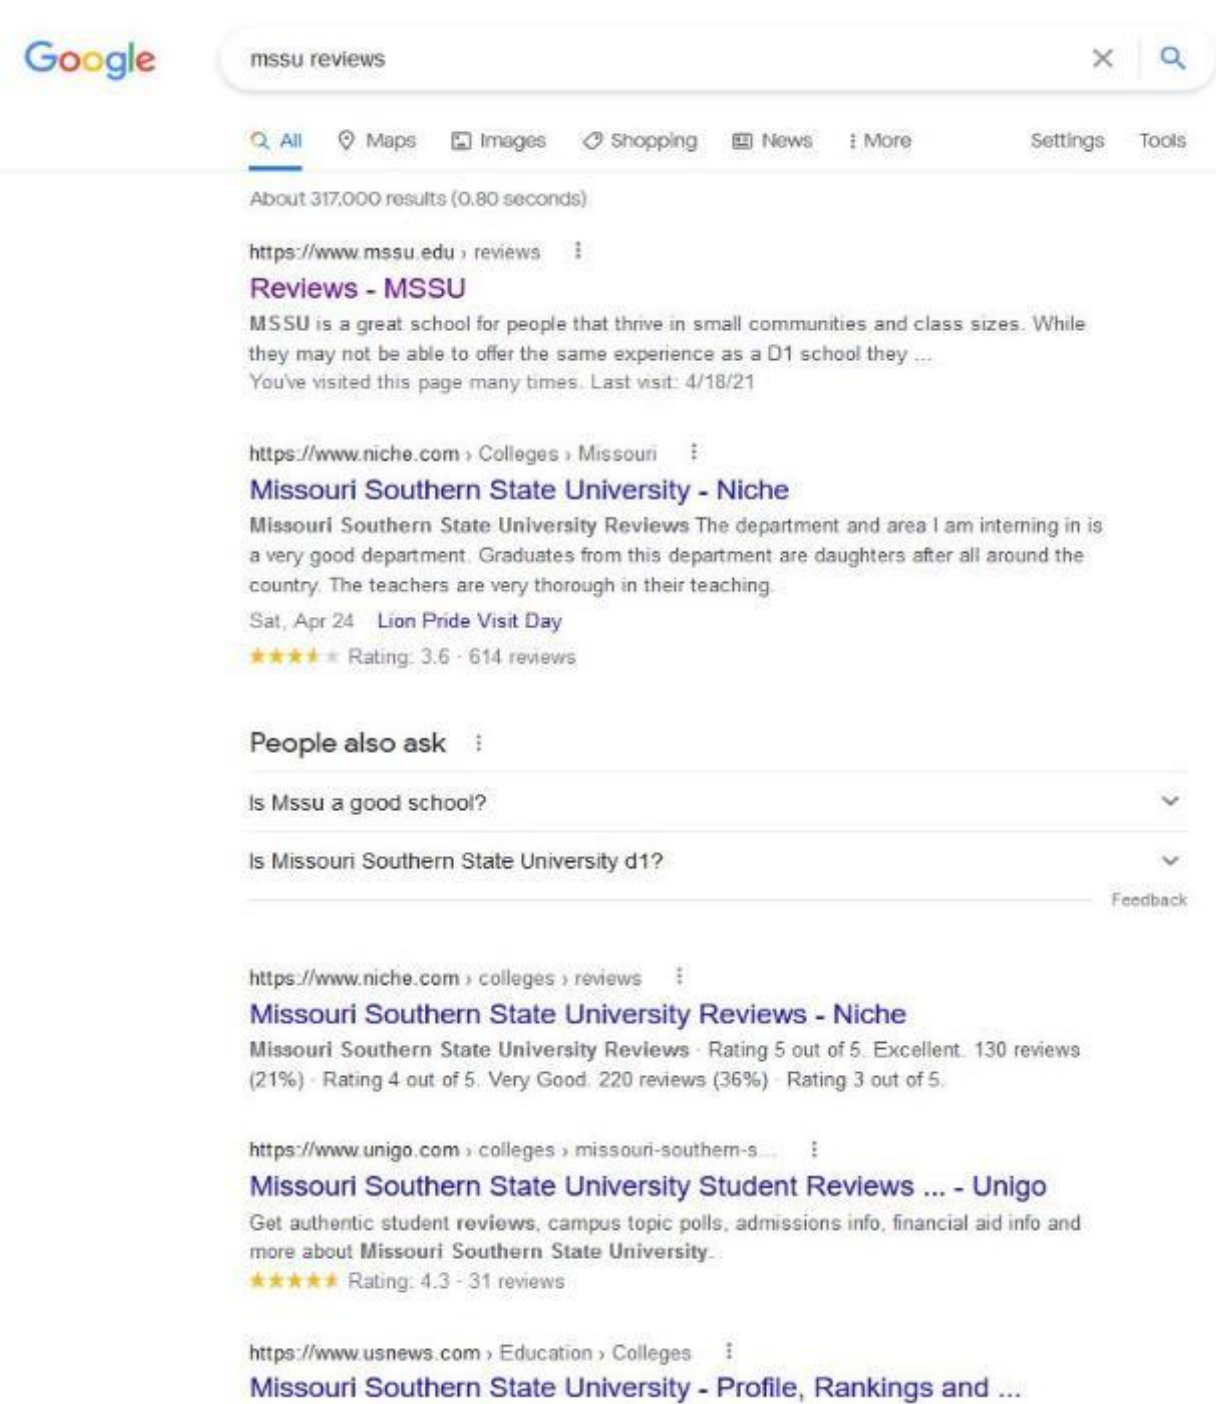 Google
mssu reviews
All Maps Images Shopping News More Settings Tools
About 317,000 results (0.80 seconds)
https://www.mssu.edu › reviews
Reviews - MSSU
MSSU is a great school for people that thrive in small communities and class sizes. While
they may not be able to offer the same experience as a D1 school they ...
You've visited this page many times. Last visit: 4/18/21
https://www.niche.com › Colleges › Missouri
Missouri Southern State University - Niche
Missouri Southern State University Reviews The department and area I am interning in is
a very good department. Graduates from this department are daughters after all around the
country. The teachers are very thorough in their teaching.
Sat, Apr 24 Lion Pride Visit Day
Rating: 3.6 · 614 reviews
People also ask
Is Mssu a good school?
Is Missouri Southern State University d1?
Feedback
https://www.niche.com › colleges › reviews
Missouri Southern State University Reviews - Niche
Missouri Southern State University Reviews · Rating 5 out of 5. Excellent. 130 reviews
(21%) · Rating 4 out of 5. Very Good. 220 reviews (36%) · Rating 3 out of 5.
https://www.unigo.com › colleges › missouri-southern-s...
Missouri Southern State University Student Reviews ... - Unigo
Get authentic student reviews, campus topic polls, admissions info, financial aid info and
more about Missouri Southern State University.
Rating: 4.3 - 31 reviews
https://www.usnews.com › Education › Colleges
Missouri Southern State University - Profile, Rankings and ...